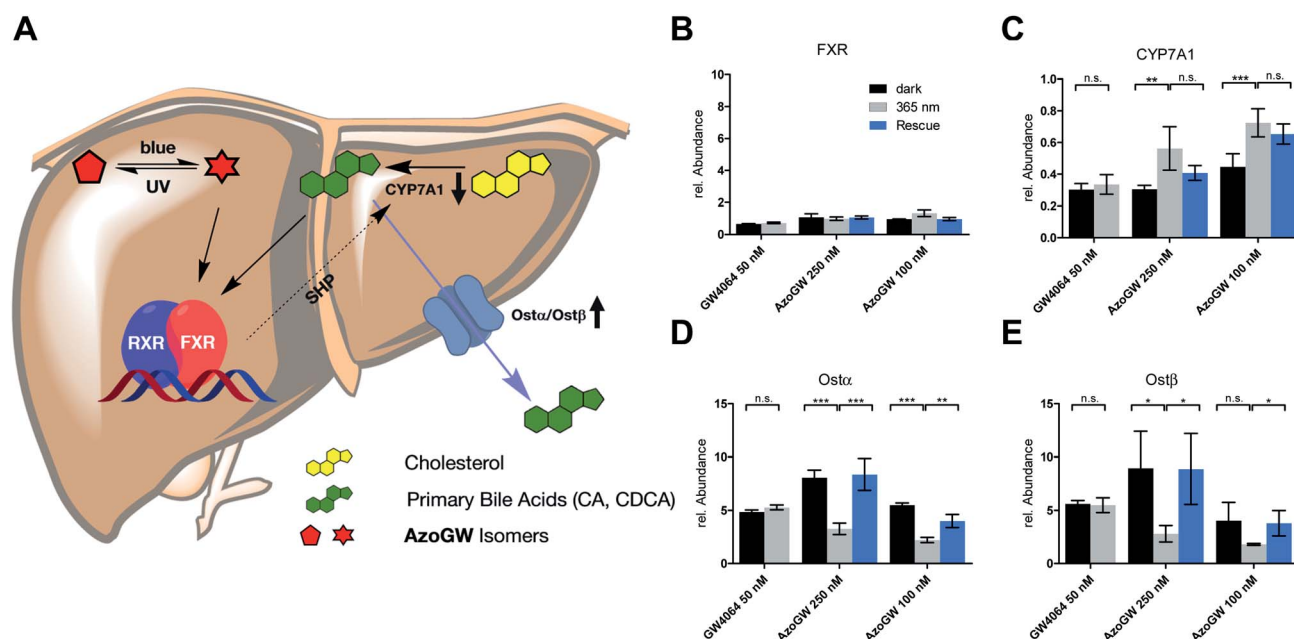 A
blue
UV
CYP7A1
SHP
Ostα/Ostβ
RXR
FXR
Cholesterol
Primary Bile Acids (CA, CDCA)
AzoGW Isomers
B
FXR
rel. Abundance
10
8
6
4
2
0
dark
365 nm
Rescue
GW4064 50 nM
AzoGW 250 nM
AzoGW 100 nM
C
CYP7A1
rel. Abundance
1.0
0.8
0.6
0.4
0.2
0.0
n.s.
**
n.s.
***
n.s.
GW4064 50 nM
AzoGW 250 nM
AzoGW 100 nM
D
Ostα
rel. Abundance
15
10
5
0
n.s.
***
***
***
**
GW4064 50 nM
AzoGW 250 nM
AzoGW 100 nM
E
Ostβ
rel. Abundance
15
10
5
0
n.s.
*
*
n.s.
*
GW4064 50 nM
AzoGW 250 nM
AzoGW 100 nM